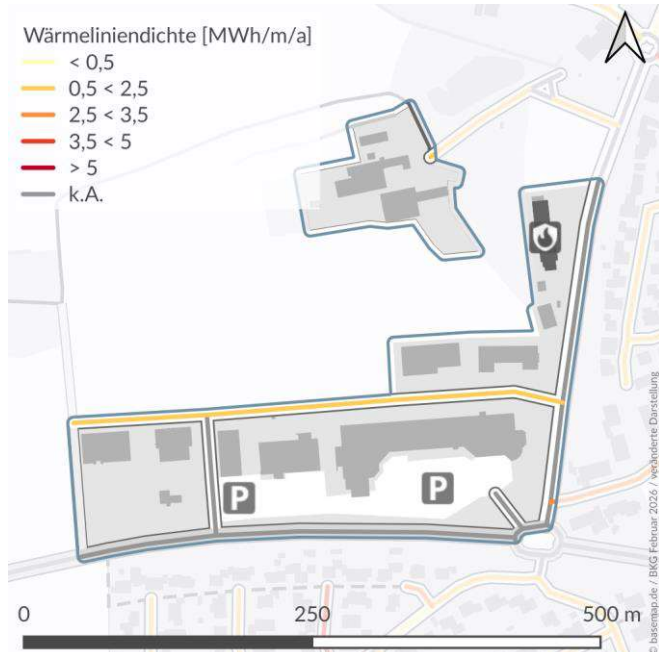 Wärmeliniendichte [MWh/m/a]
< 0,5
0,5 < 2,5
2,5 < 3,5
3,5 < 5
> 5
k.A.
P
P
© basemap.de / BKG Februar 2026 / veränderte Darstellung
0
250
500 m